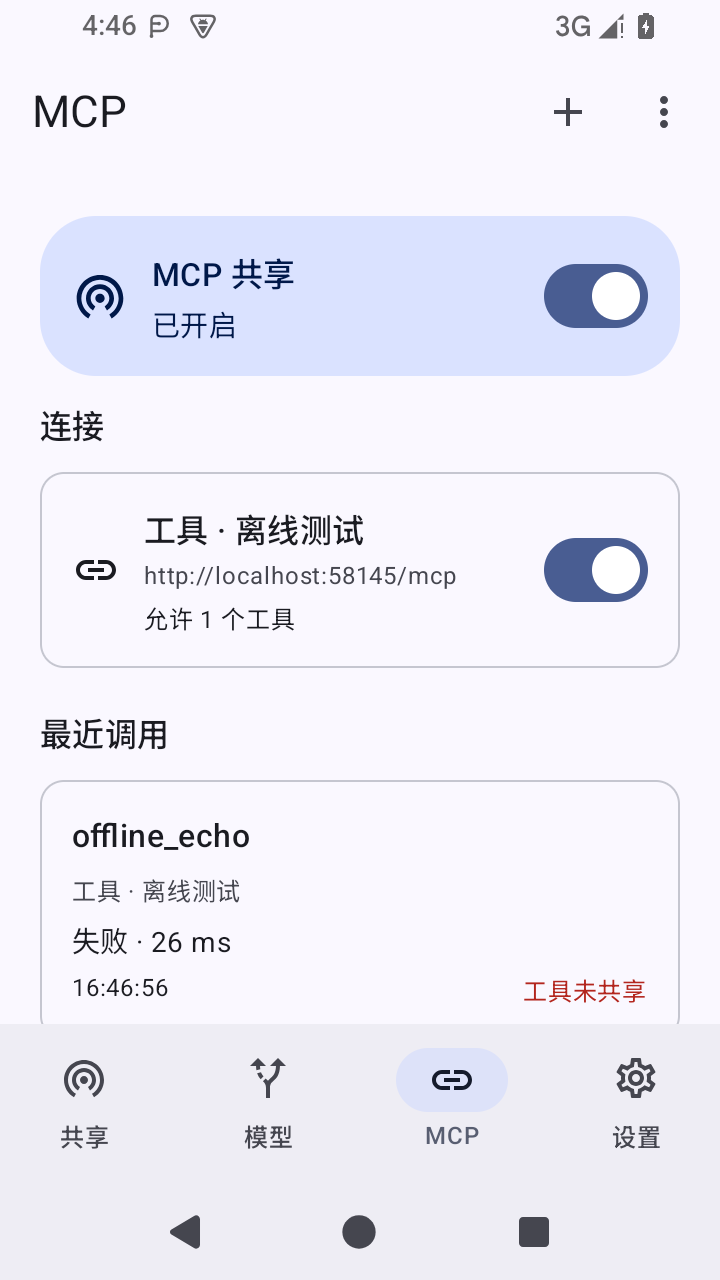 4:46
3G
MCP
MCP 共享
已开启
连接
工具 · 离线测试
http://localhost:58145/mcp
允许 1 个工具
最近调用
offline_echo
工具 · 离线测试
失败 · 26 ms
16:46:56
工具未共享
共享
模型
MCP
设置